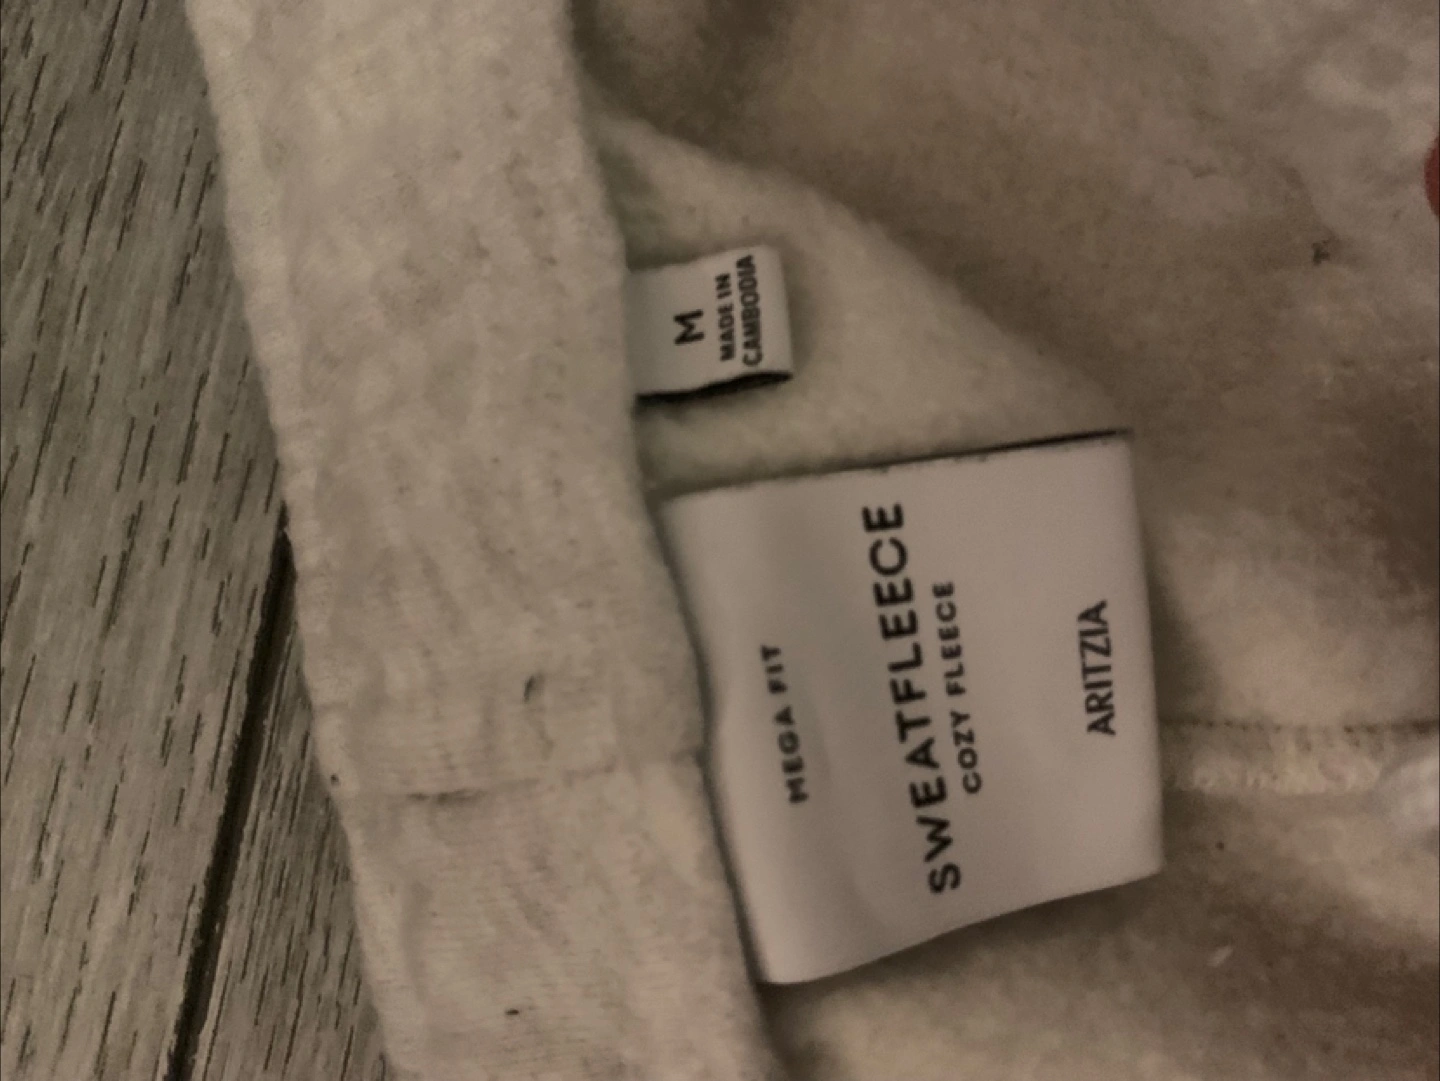 M
MADE IN
CAMBODIA
MEGA FIT
SWEATFLEECE
COZY FLEECE
ARITZIA